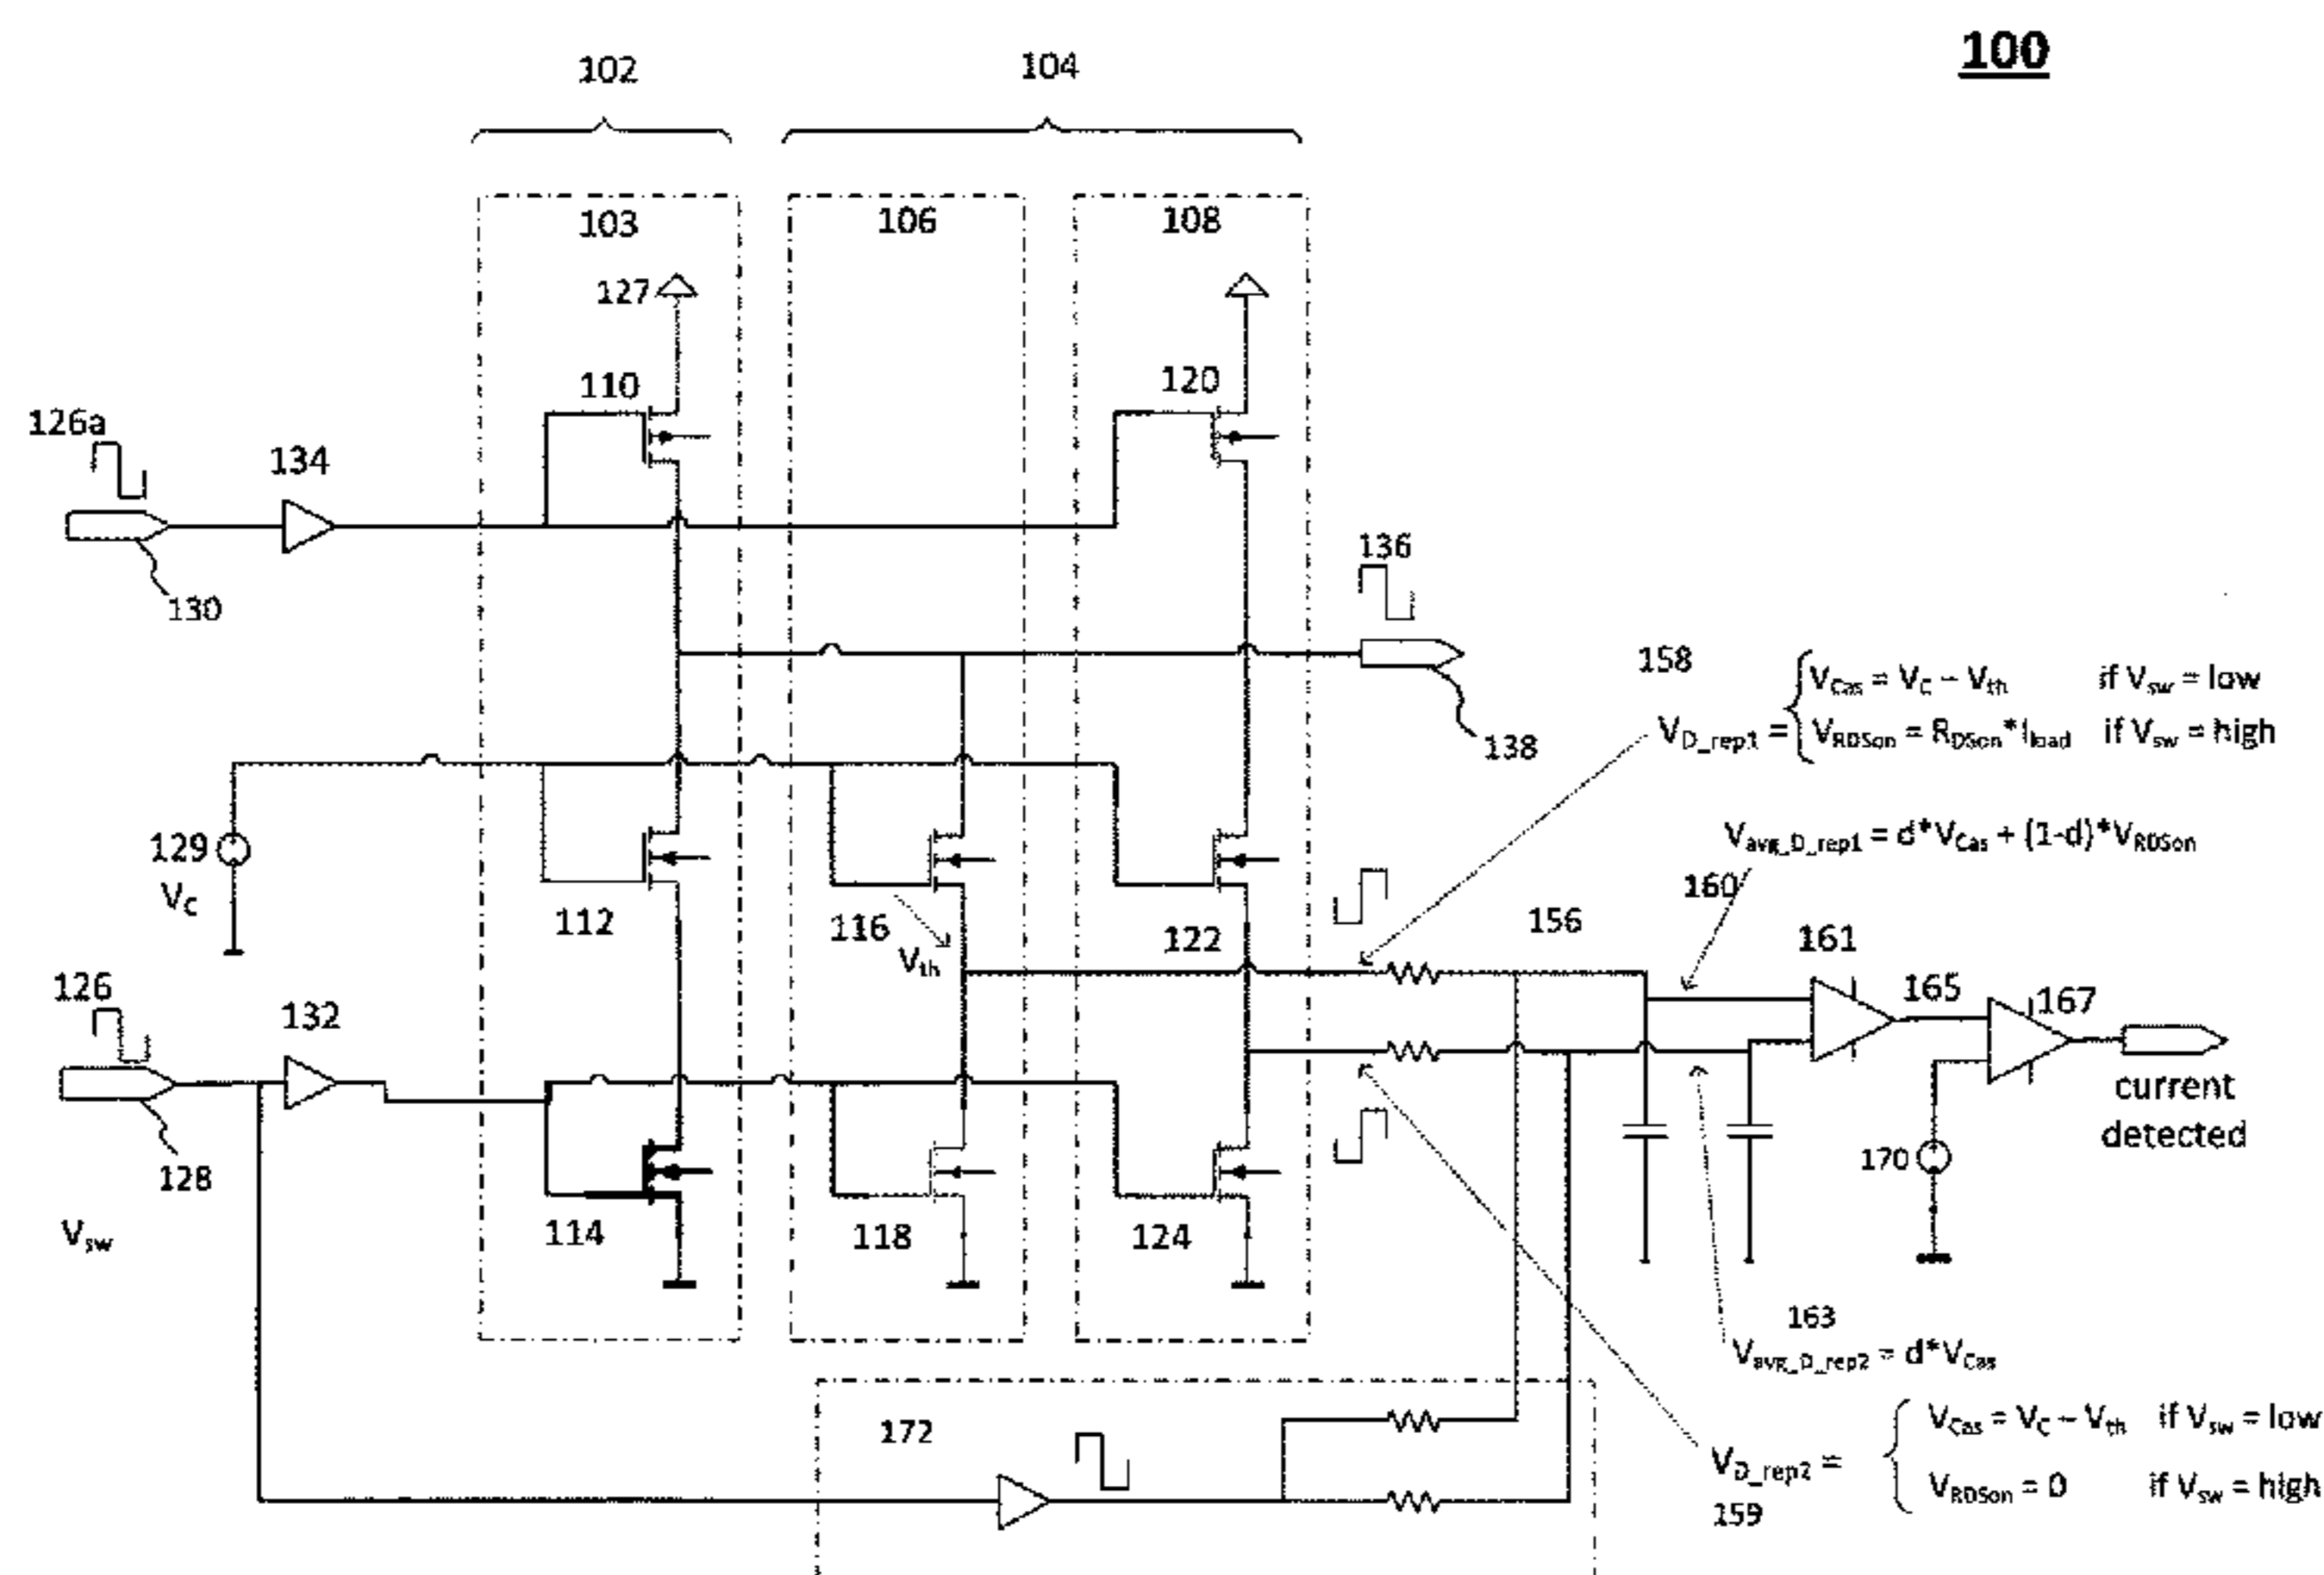 100
102
104
103
106
108
127
110
120
126a
134
130
136
138
158
V_D_rep1 = { V_Cas = V_C – V_th if V_sw = low
V_RDSon = R_DSon*I_load if V_sw = high
V_avg_D_rep1 = d*V_Cas + (1-d)*V_RDSon
160
129
V_C
112
116
V_th
122
156
161
165
167
126
132
128
V_sw
114
118
124
170
current
detected
163
V_avg_D_rep2 = d*V_Cas
172
V_D_rep2 = { V_Cas = V_C – V_th if V_sw = low
V_RDSon = 0 if V_sw = high
159